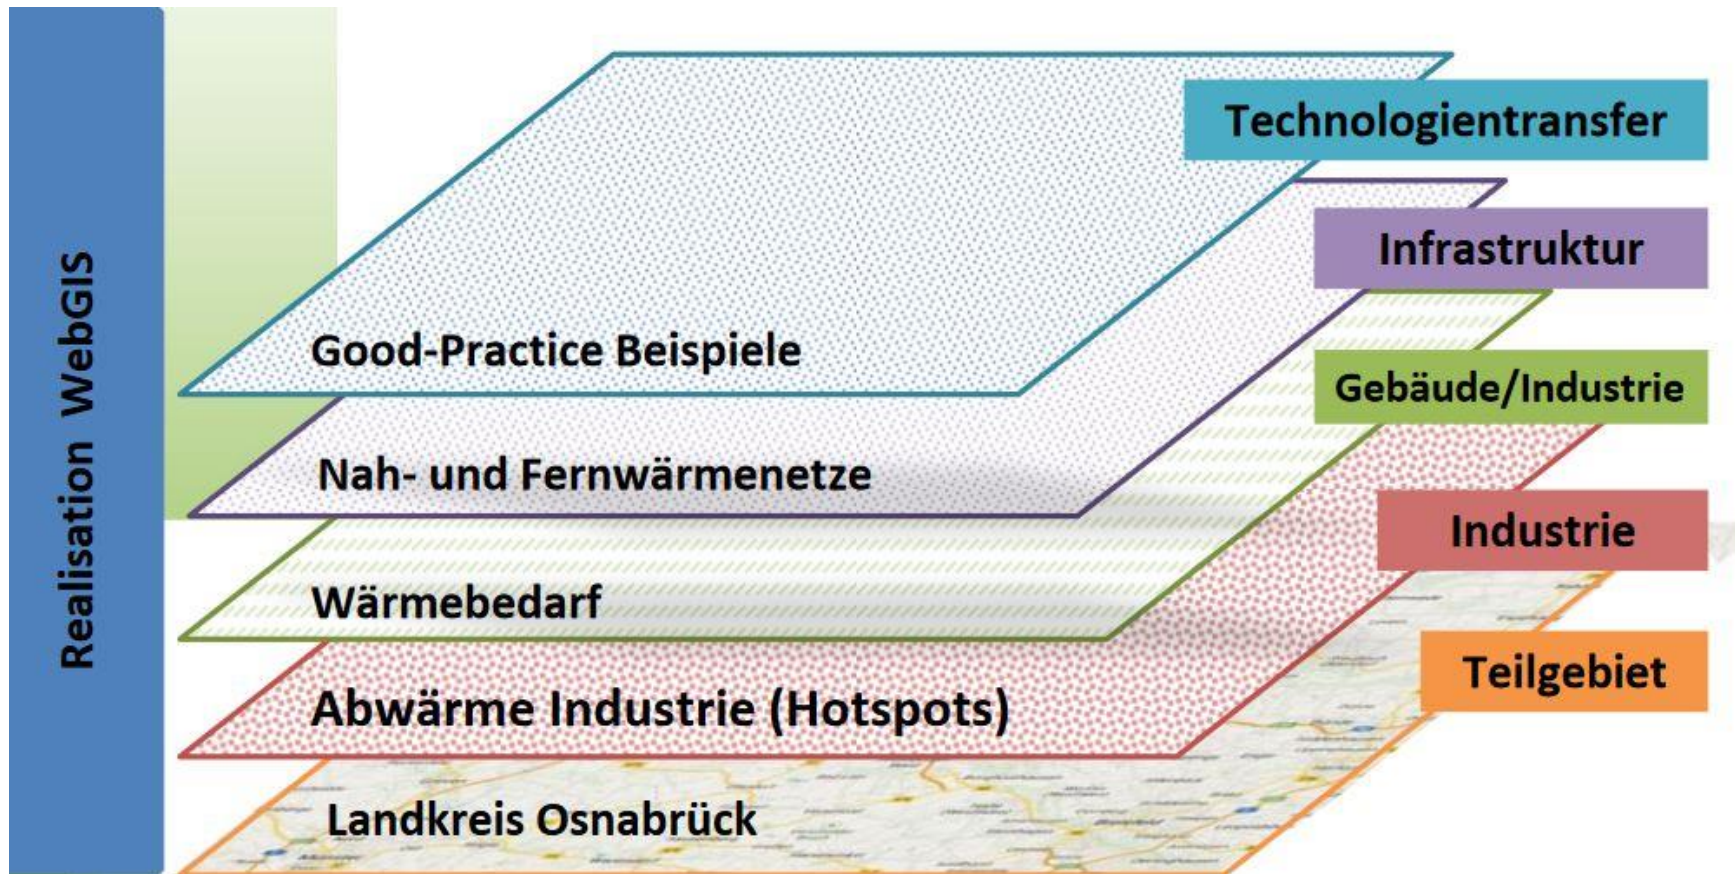 Realisation WebGIS
Technologientransfer
Good-Practice Beispiele
Infrastruktur
Nah- und Fernwärmenetze
Gebäude/Industrie
Wärmebedarf
Industrie
Abwärme Industrie (Hotspots)
Teilgebiet
Landkreis Osnabrück